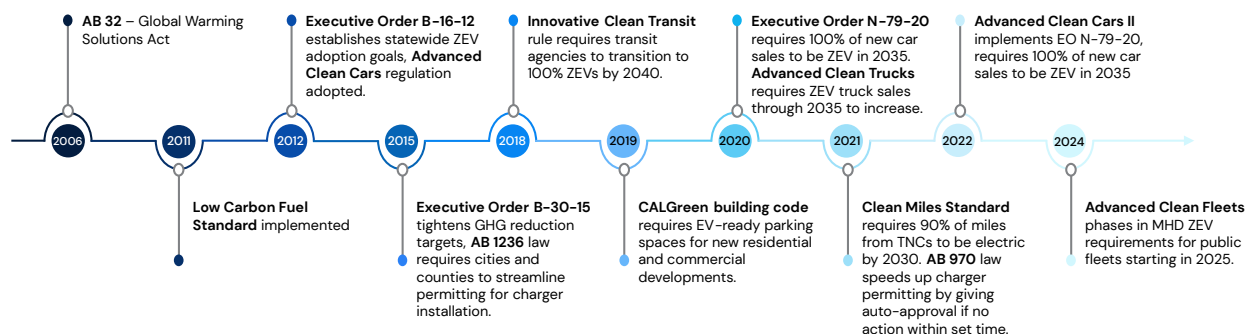 AB 32 – Global Warming
Solutions Act
Executive Order B-16-12
establishes statewide ZEV
adoption goals, Advanced
Clean Cars regulation
adopted.
Innovative Clean Transit
rule requires transit
agencies to transition to
100% ZEVs by 2040.
Executive Order N-79-20
requires 100% of new car
sales to be ZEV in 2035.
Advanced Clean Trucks
requires ZEV truck sales
through 2035 to increase.
Advanced Clean Cars II
implements EO N-79-20,
requires 100% of new car
sales to be ZEV in 2035
2006
2011
2012
2015
2018
2019
2020
2021
2022
2024
Low Carbon Fuel
Standard implemented
Executive Order B-30-15
tightens GHG reduction
targets, AB 1236 law
requires cities and
counties to streamline
permitting for charger
installation.
CALGreen building code
requires EV-ready parking
spaces for new residential
and commercial
developments.
Clean Miles Standard
requires 90% of miles
from TNCs to be electric
by 2030. AB 970 law
speeds up charger
permitting by giving
auto-approval if no
action within set time.
Advanced Clean Fleets
phases in MHD ZEV
requirements for public
fleets starting in 2025.